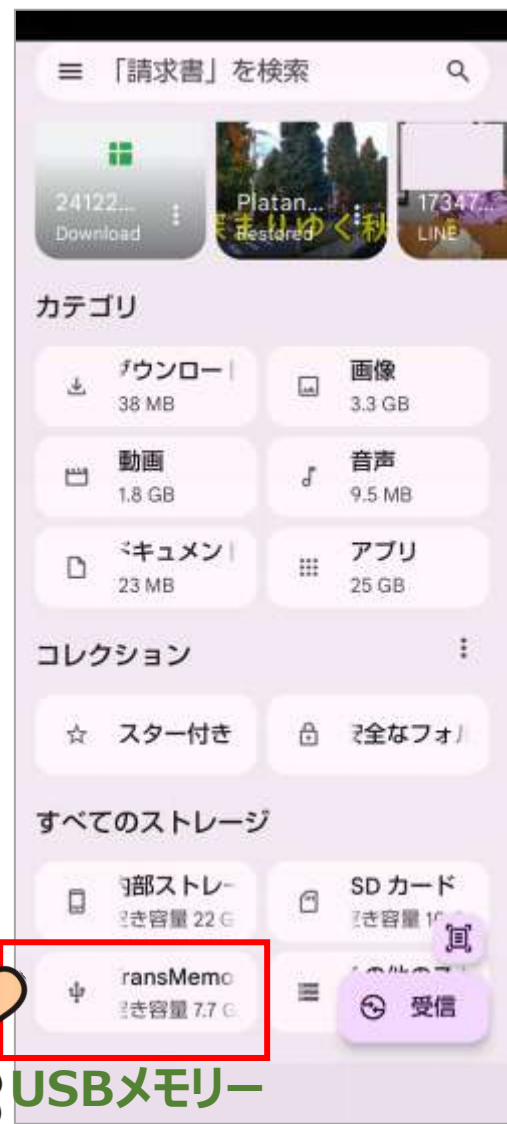 「請求書」を検索
24122... Platan... 17347...
Download Restored LINE
カテゴリ
ウンロー 画像
38 MB 3.3 GB
動画 音声
1.8 GB 9.5 MB
キュメン アプリ
23 MB 25 GB
コレクション
スター付き 全なフォ
すべてのストレージ
部ストレー SD カード
き容量 22 G き容量
ransMemo
き容量 7.7 G 受信
USBメモリー